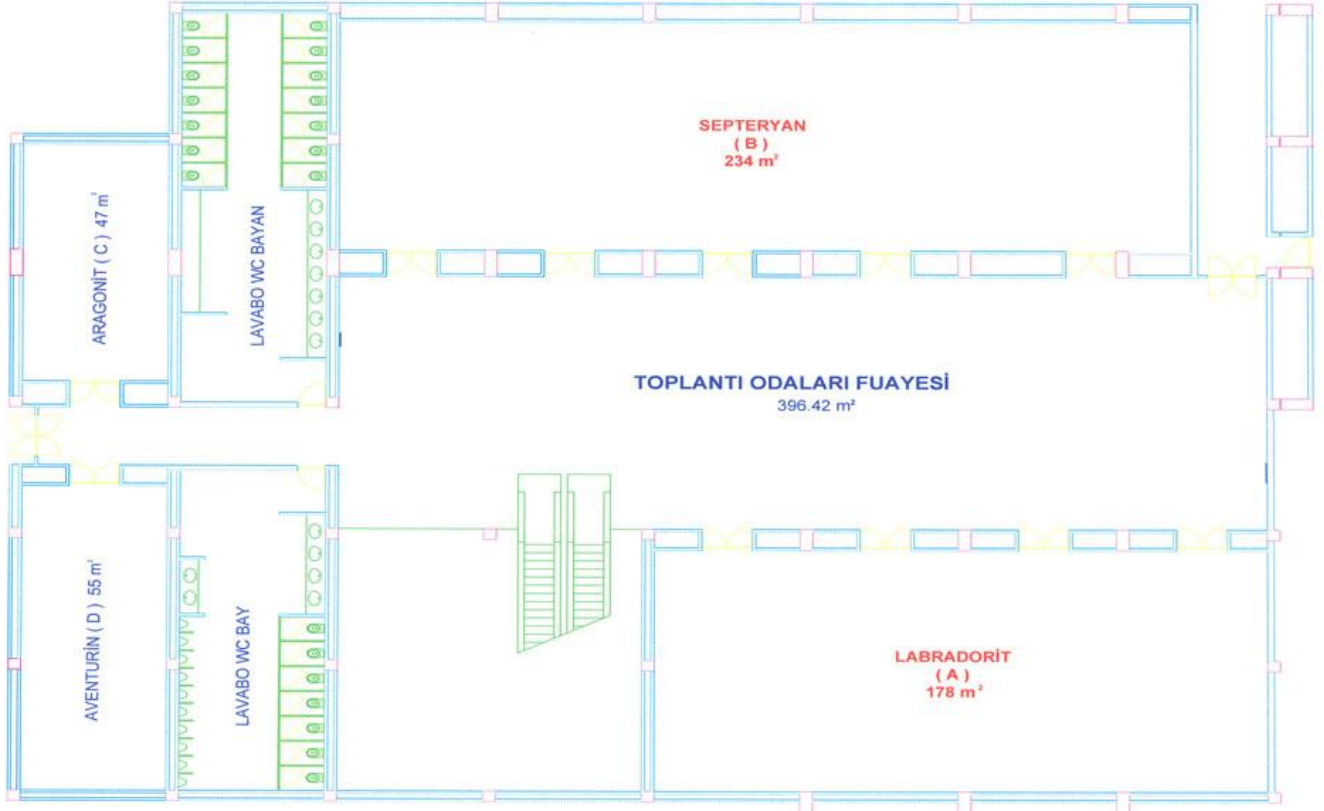 SEPTERYAN
( B )
234 m²
ARAGONİT ( C ) 47 m²
LAVABO WC BAYAN
TOPLANTI ODALARI FUAYESİ
396.42 m²
AVENTURİN ( D ) 55 m²
LAVABO WC BAY
LABRADORİT
( A )
178 m²